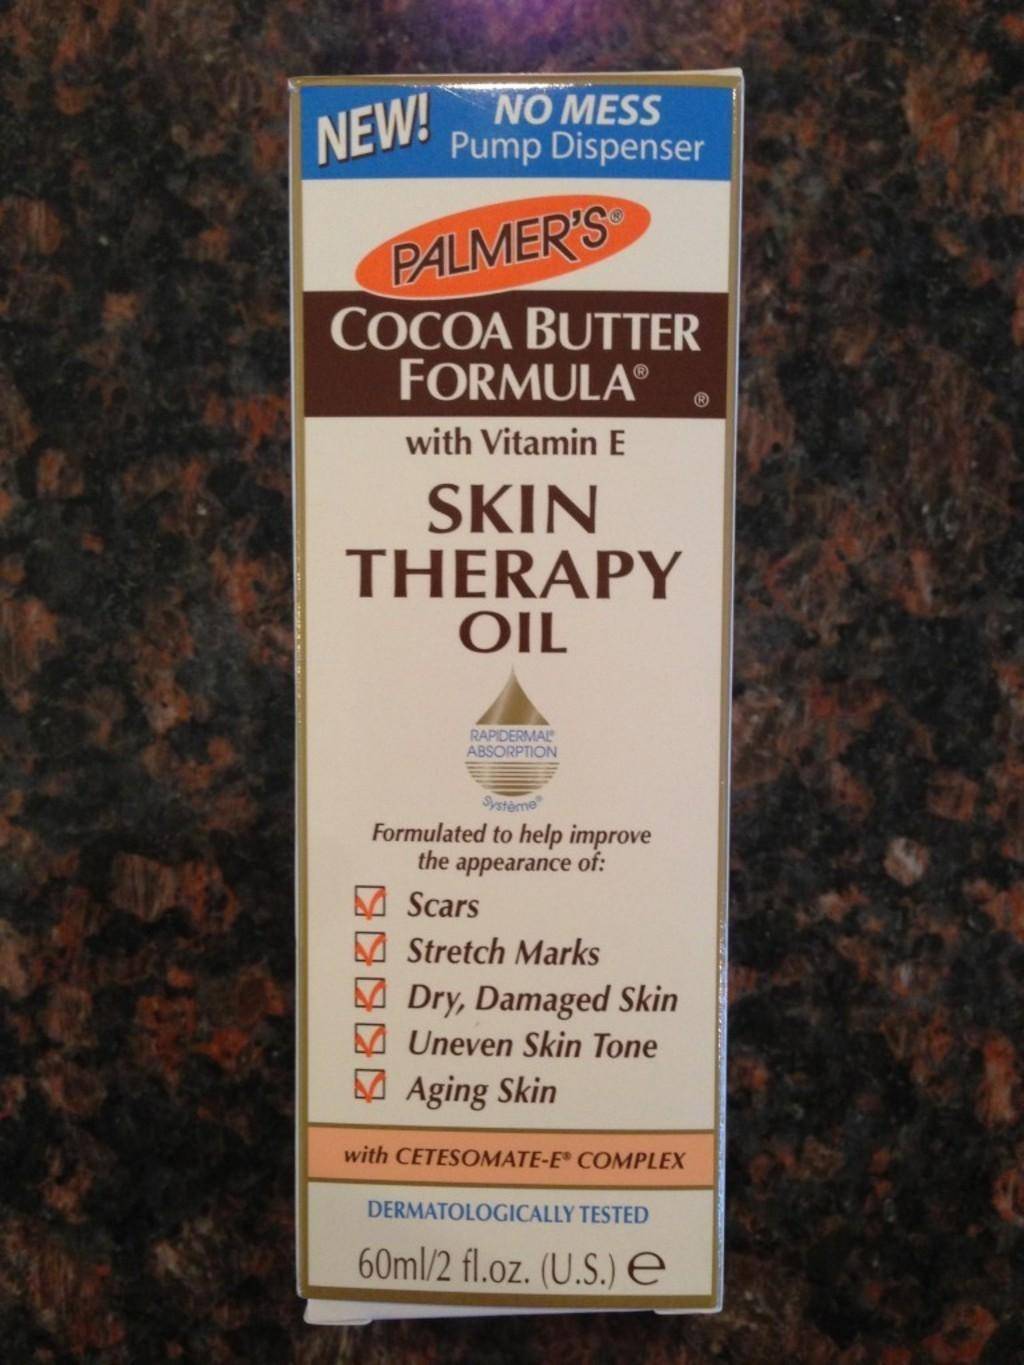 NEW!
NO MESS
Pump Dispenser
PALMER'S®
COCOA BUTTER
FORMULA®
®
with Vitamin E
SKIN
THERAPY
OIL
RAPIDERMAL®
ABSORPTION
Système®
Formulated to help improve
the appearance of:
Scars
Stretch Marks
Dry, Damaged Skin
Uneven Skin Tone
Aging Skin
with CETESOMATE-E® COMPLEX
DERMATOLOGICALLY TESTED
60ml/2 fl.oz. (U.S.) ℮